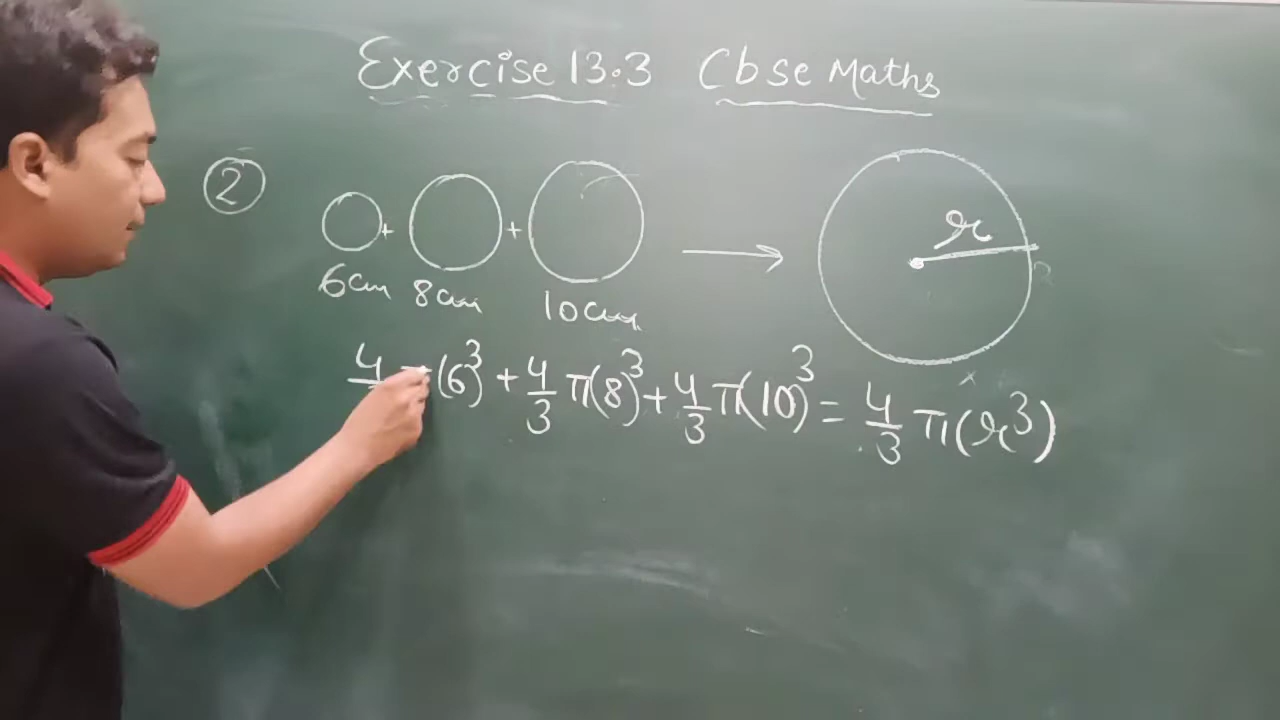 Exercise 13.3 Cbse Maths
2
+ +
r
6cm 8cm 10cm
4/3 π(6)³ + 4/3 π(8)³ + 4/3 π(10)³ = 4/3 π(r³)